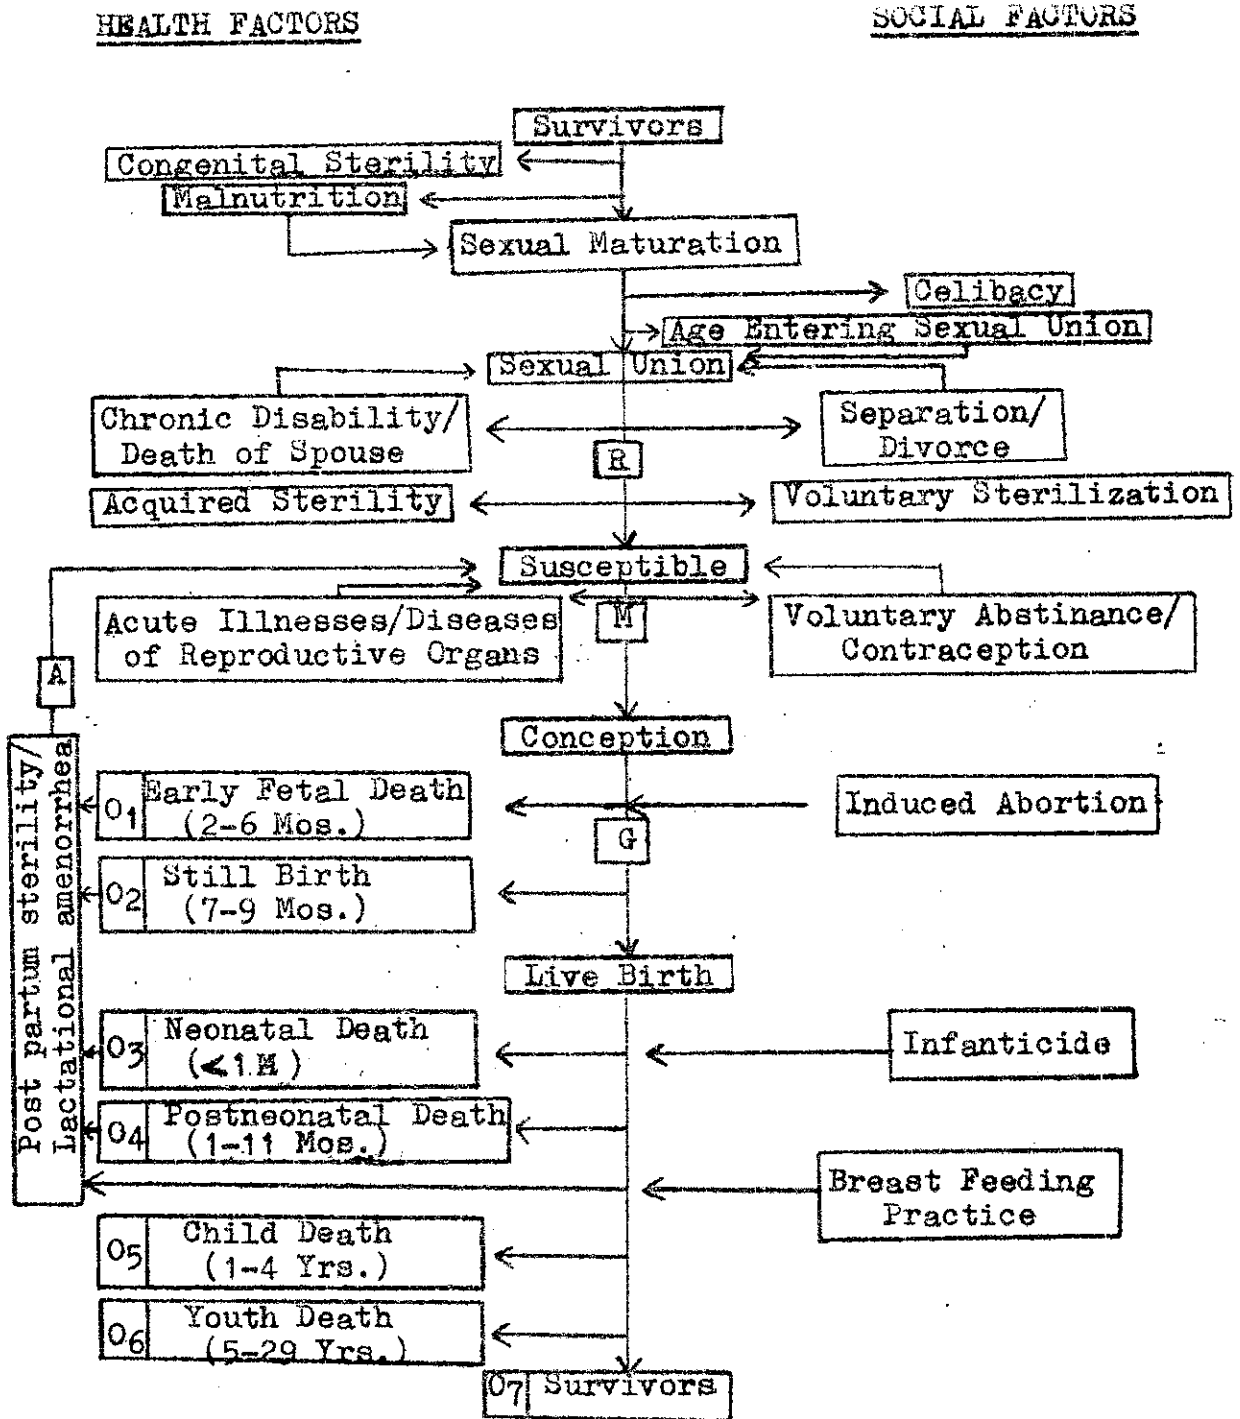 HEALTH FACTORS
SOCIAL FACTORS
Survivors
Congenital Sterility
Malnutrition
Sexual Maturation
Celibacy
Age Entering Sexual Union
Sexual Union
Chronic Disability/
Death of Spouse
Separation/
Divorce
R
Acquired Sterility
Voluntary Sterilization
Susceptible
Acute Illnesses/Diseases
of Reproductive Organs
M
Voluntary Abstinance/
Contraception
A
Conception
Post partum sterility/
Lactational amenorrhea
O1 Early Fetal Death
(2-6 Mos.)
Induced Abortion
G
O2 Still Birth
(7-9 Mos.)
Live Birth
O3 Neonatal Death
(<1M)
Infanticide
O4 Postneonatal Death
(1-11 Mos.)
Breast Feeding
Practice
O5 Child Death
(1-4 Yrs.)
O6 Youth Death
(5-29 Yrs.)
O7 Survivors